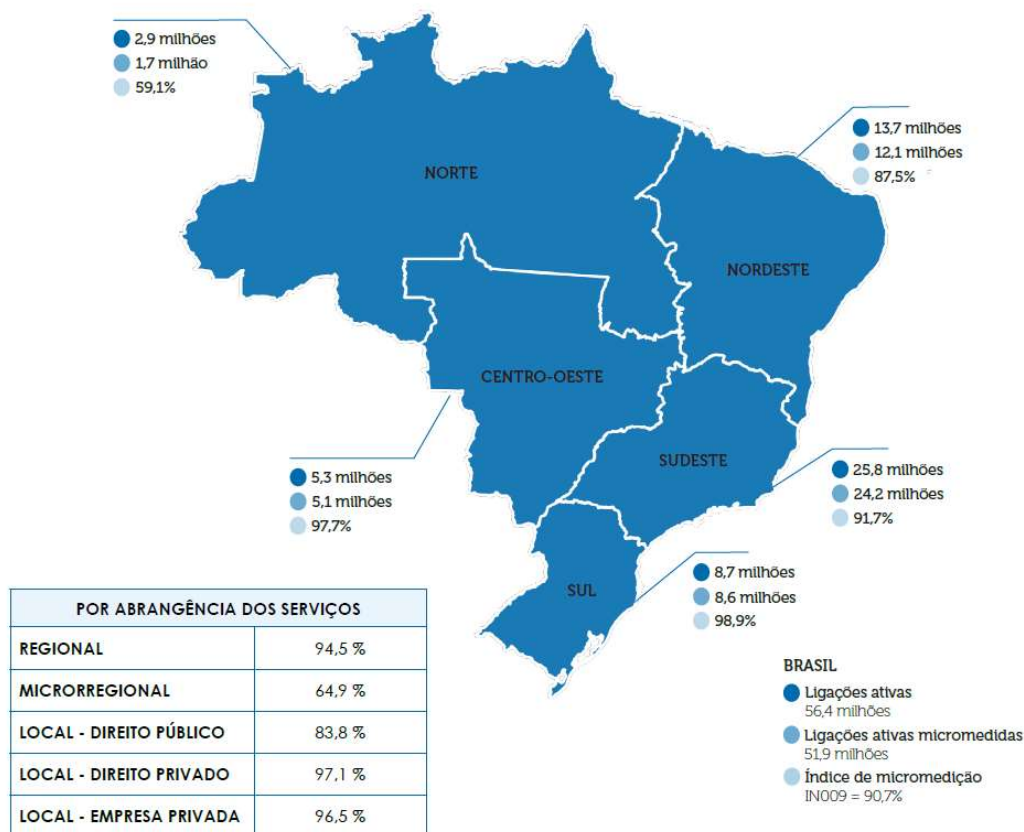 2,9 milhões
1,7 milhão
59,1%
NORTE
13,7 milhões
12,1 milhões
87,5%
NORDESTE
CENTRO-OESTE
5,3 milhões
5,1 milhões
97,7%
SUDESTE
25,8 milhões
24,2 milhões
91,7%
SUL
8,7 milhões
8,6 milhões
98,9%
POR ABRANGÊNCIA DOS SERVIÇOS
REGIONAL 94,5 %
MICRORREGIONAL 64,9 %
LOCAL - DIREITO PÚBLICO 83,8 %
LOCAL - DIREITO PRIVADO 97,1 %
LOCAL - EMPRESA PRIVADA 96,5 %
BRASIL
Ligações ativas
56,4 milhões
Ligações ativas micromedidas
51,9 milhões
Índice de micromedição
IN009 = 90,7%